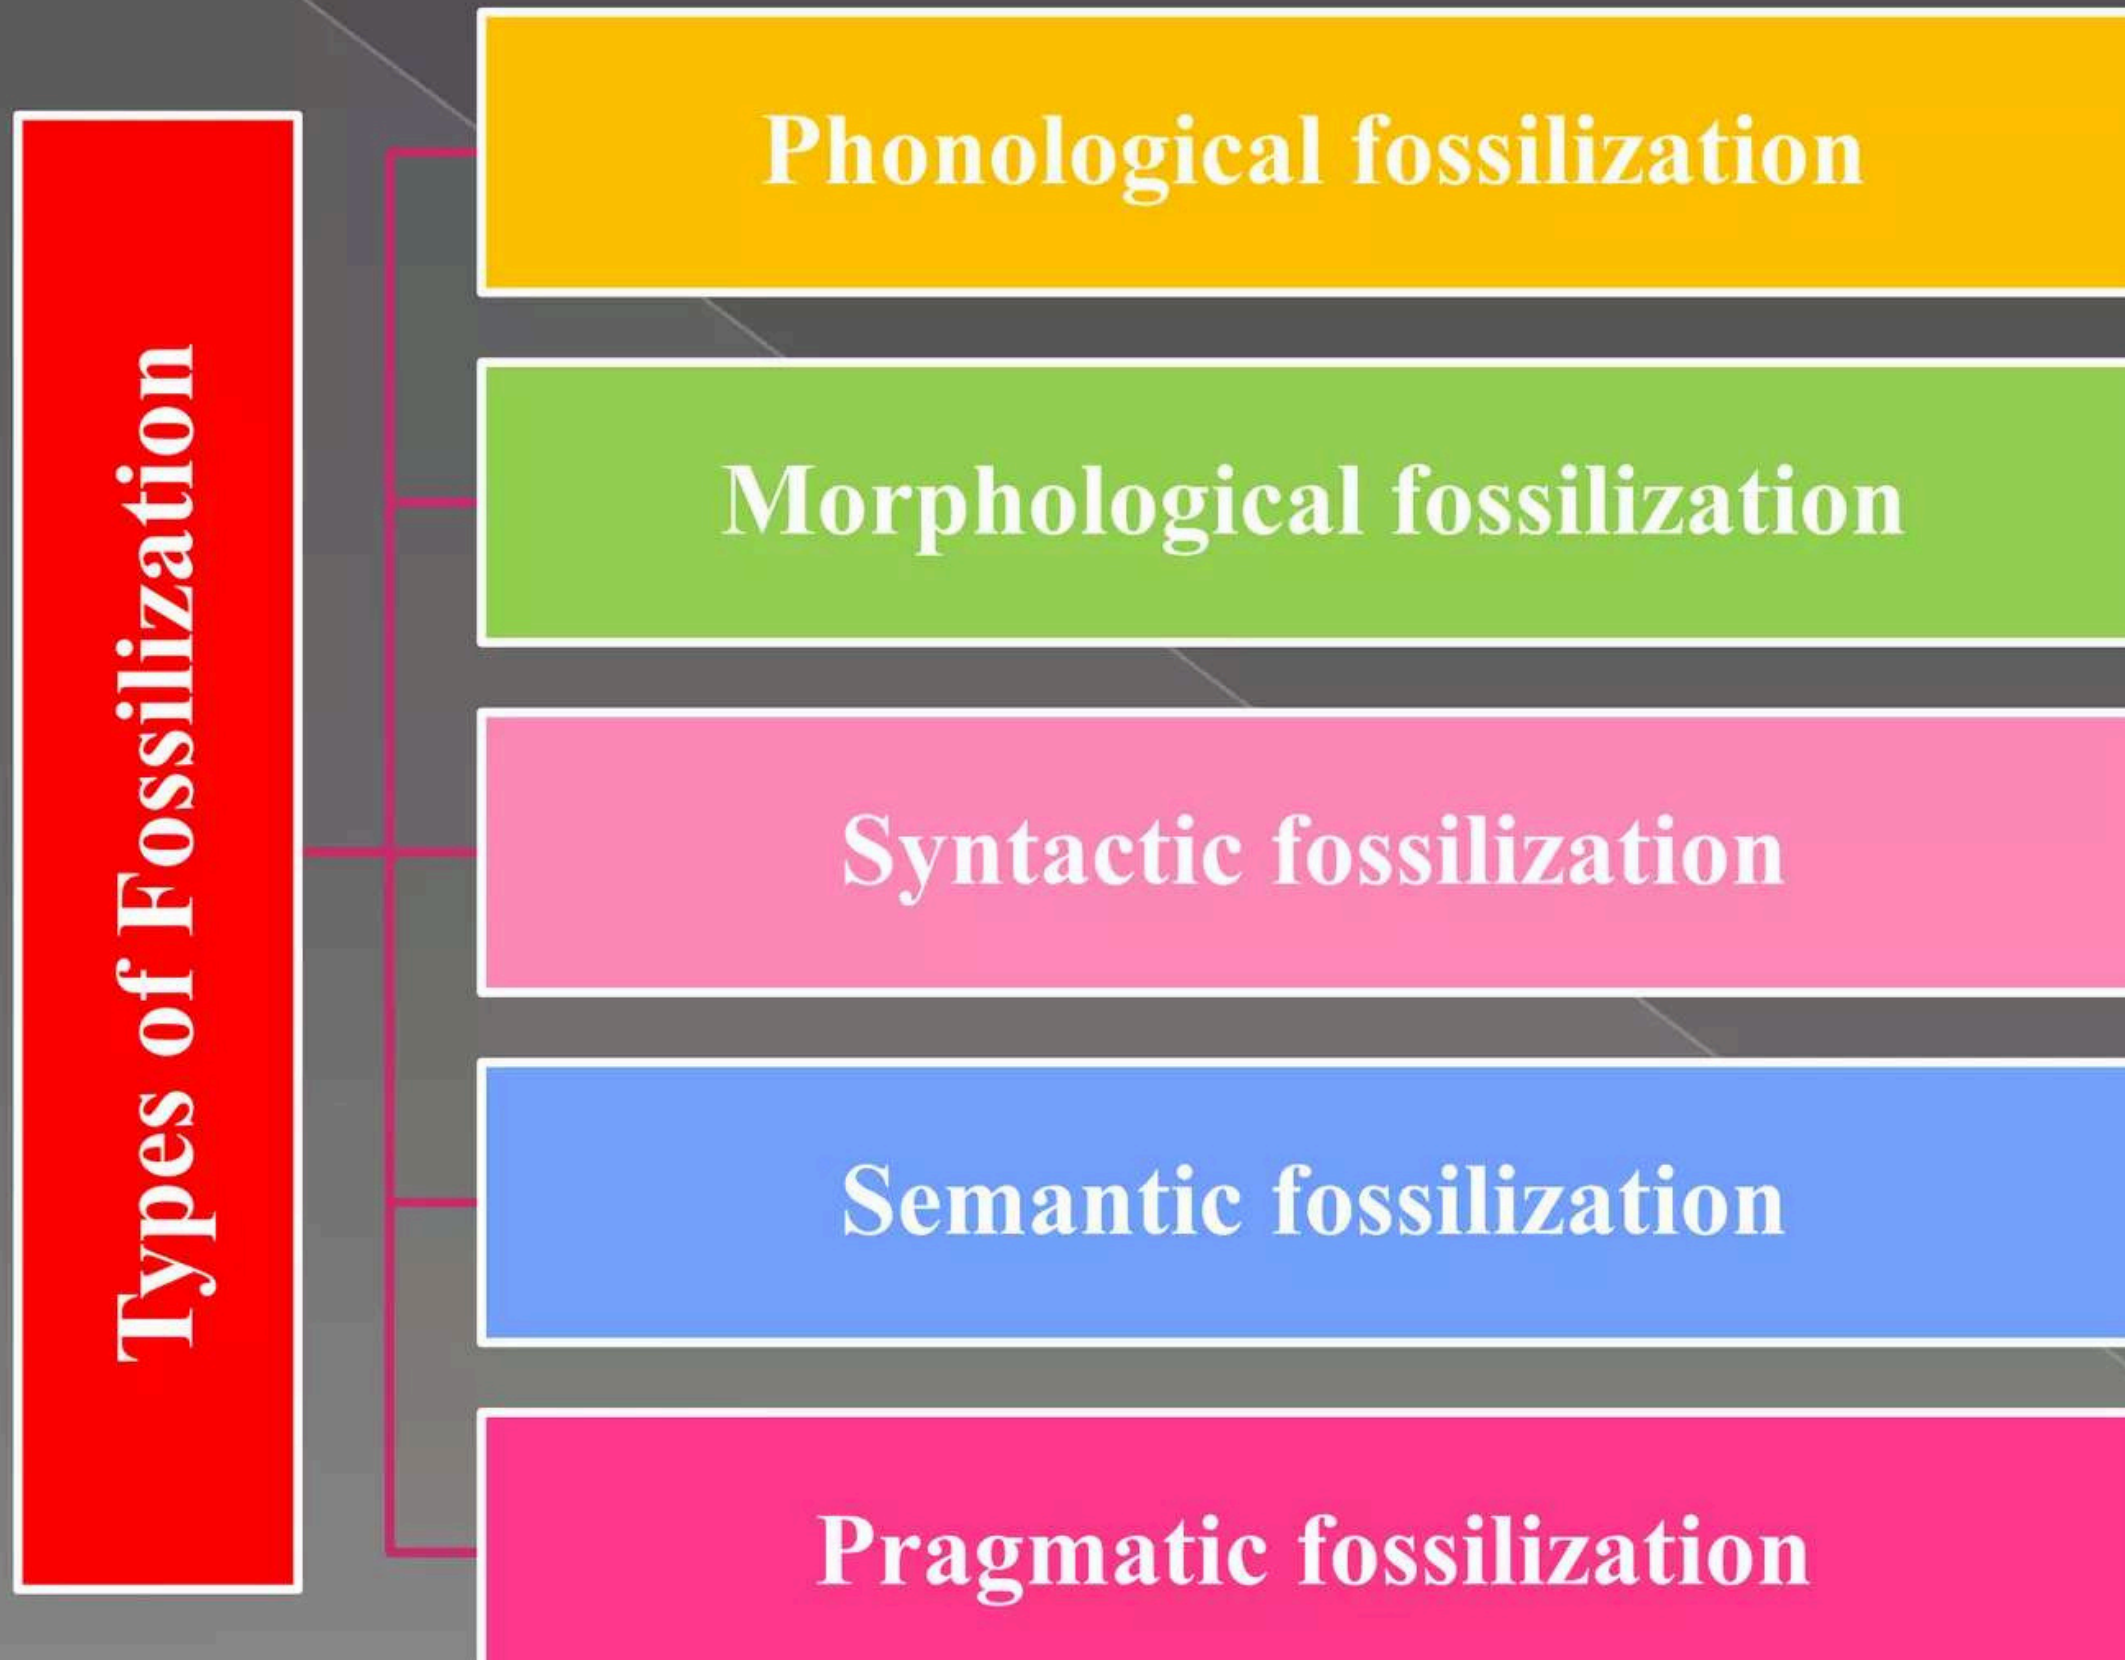 Types of Fossilization
Phonological fossilization
Morphological fossilization
Syntactic fossilization
Semantic fossilization
Pragmatic fossilization